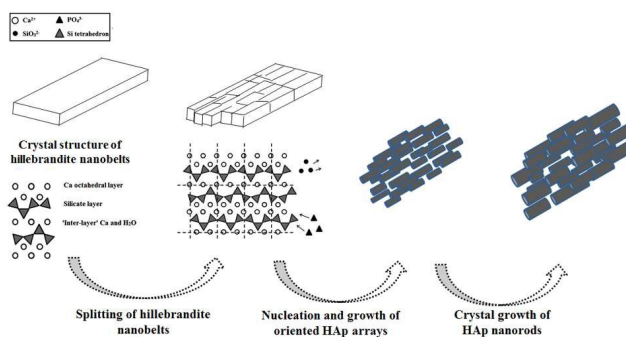 Ca²⁺
PO₄³⁻
SiO₃²⁻
Si tetrahedron
Crystal structure of
hillebrandite nanobelts
Ca octahedral layer
Silicate layer
'Inter-layer' Ca and H₂O
Splitting of hillebrandite
nanobelts
Nucleation and growth of
oriented HAp arrays
Crystal growth of
HAp nanorods